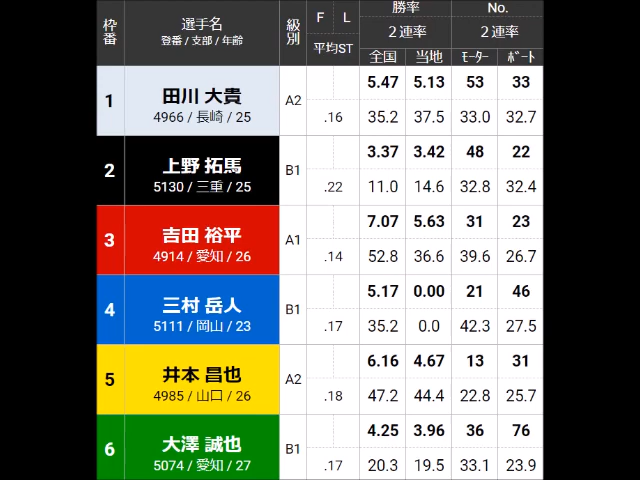 枠番 選手名 級別 F L 勝率 No.
登番 / 支部 / 年齢 平均ST 2連率 2連率
全国 当地 ﾓｰﾀｰ ﾎﾞｰﾄ
1 田川 大貴 A2 5.47 5.13 53 33
4966 / 長崎 / 25 .16 35.2 37.5 33.0 32.7
2 上野 拓馬 B1 3.37 3.42 48 22
5130 / 三重 / 25 .22 11.0 14.6 32.8 32.4
3 吉田 裕平 A1 7.07 5.63 31 23
4914 / 愛知 / 26 .14 52.8 36.6 39.6 26.7
4 三村 岳人 B1 5.17 0.00 21 46
5111 / 岡山 / 23 .17 35.2 0.0 42.3 27.5
5 井本 昌也 A2 6.16 4.67 13 31
4985 / 山口 / 26 .18 47.2 44.4 22.8 25.7
6 大澤 誠也 B1 4.25 3.96 36 76
5074 / 愛知 / 27 .17 20.3 19.5 33.1 23.9